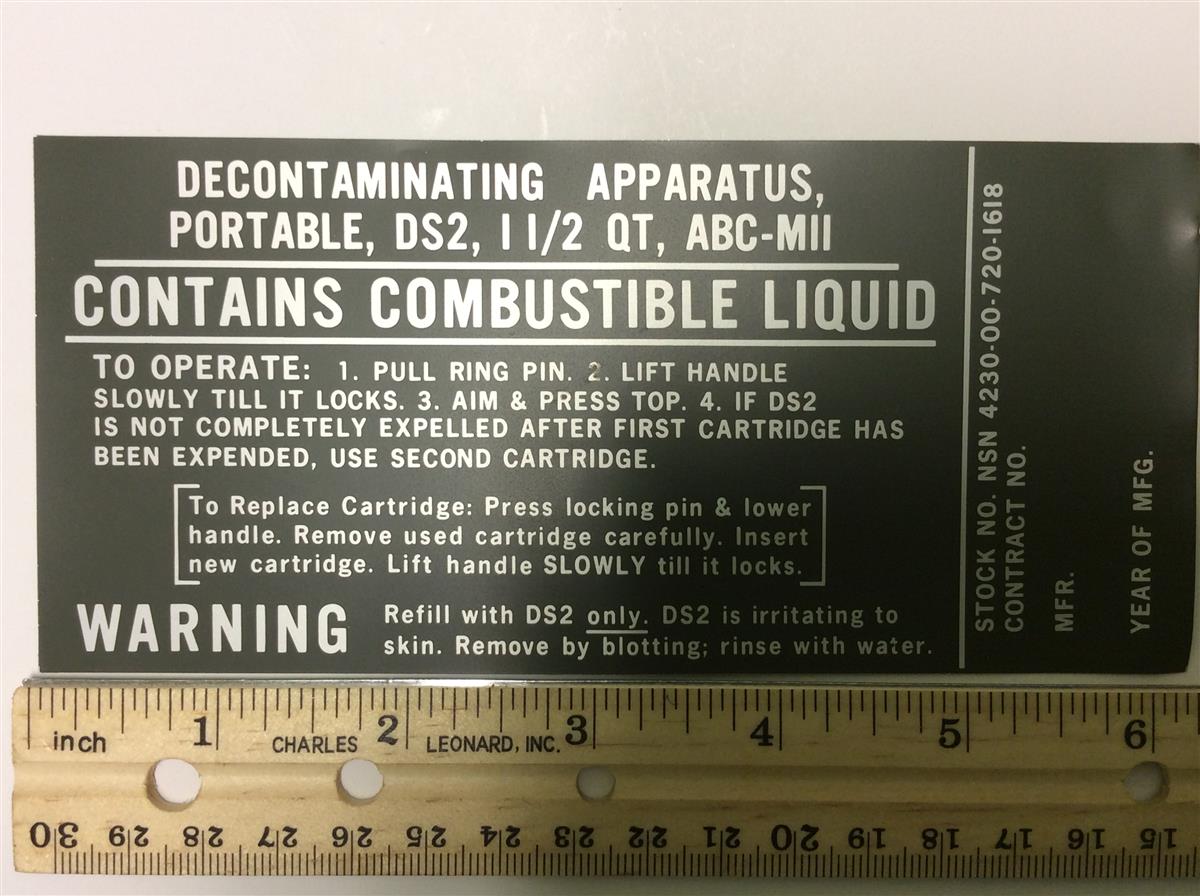 DECONTAMINATING APPARATUS,
PORTABLE, DS2, 1 1/2 QT, ABC-M11
CONTAINS COMBUSTIBLE LIQUID
TO OPERATE: 1. PULL RING PIN. 2. LIFT HANDLE
SLOWLY TILL IT LOCKS. 3. AIM & PRESS TOP. 4. IF DS2
IS NOT COMPLETELY EXPELLED AFTER FIRST CARTRIDGE HAS
BEEN EXPENDED, USE SECOND CARTRIDGE.
To Replace Cartridge: Press locking pin & lower
handle. Remove used cartridge carefully. Insert
new cartridge. Lift handle SLOWLY till it locks.
WARNING
Refill with DS2 only. DS2 is irritating to
skin. Remove by blotting; rinse with water.
STOCK NO. NSN 4230-00-720-1618
CONTRACT NO.
MFR.
YEAR OF MFG.
1 2 3 4 5 6
inch CHARLES LEONARD, INC.
30 29 28 27 26 25 24 23 22 21 20 19 18 17 16 15